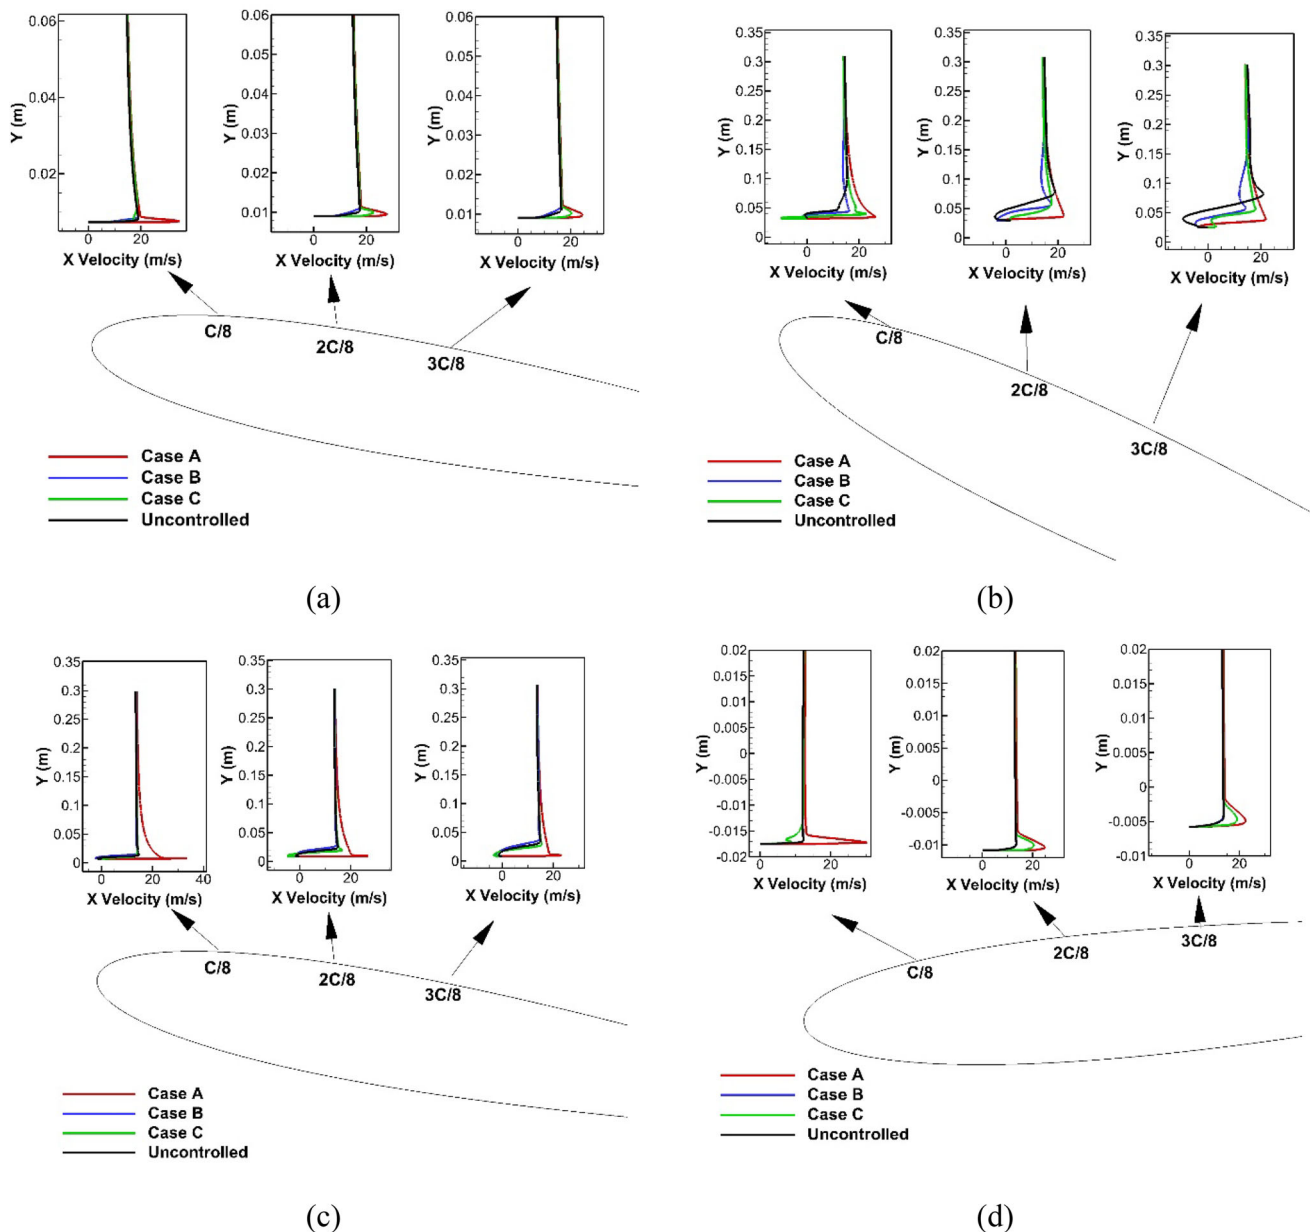 0.06
0.04
0.02
Y (m)
0 20
X Velocity (m/s)
0.06
0.05
0.04
0.03
0.02
0.01
Y (m)
0 20
X Velocity (m/s)
0.06
0.05
0.04
0.03
0.02
0.01
Y (m)
0 20
X Velocity (m/s)
C/8
2C/8
3C/8
Case A
Case B
Case C
Uncontrolled
(a)
0.35
0.3
0.25
0.2
0.15
0.1
0.05
0
Y (m)
0 20
X Velocity (m/s)
0.35
0.3
0.25
0.2
0.15
0.1
0.05
0
Y (m)
0 20
X Velocity (m/s)
0.35
0.3
0.25
0.2
0.15
0.1
0.05
0
Y (m)
0 20
X Velocity (m/s)
C/8
2C/8
3C/8
Case A
Case B
Case C
Uncontrolled
(b)
0.35
0.3
0.25
0.2
0.15
0.1
0.05
0
Y (m)
0 20 40
X Velocity (m/s)
0.35
0.3
0.25
0.2
0.15
0.1
0.05
0
Y (m)
0 20
X Velocity (m/s)
0.35
0.3
0.25
0.2
0.15
0.1
0.05
0
Y (m)
0 20
X Velocity (m/s)
C/8
2C/8
3C/8
Case A
Case B
Case C
Uncontrolled
(c)
0.02
0.015
0.01
0.005
0
-0.005
-0.01
-0.015
-0.02
Y (m)
0 10 20 30
X Velocity (m/s)
0.02
0.015
0.01
0.005
0
-0.005
-0.01
Y (m)
0 20
X Velocity (m/s)
0.02
0.015
0.01
0.005
0
-0.005
-0.01
Y (m)
0 20
X Velocity (m/s)
C/8
2C/8
3C/8
Case A
Case B
Case C
Uncontrolled
(d)